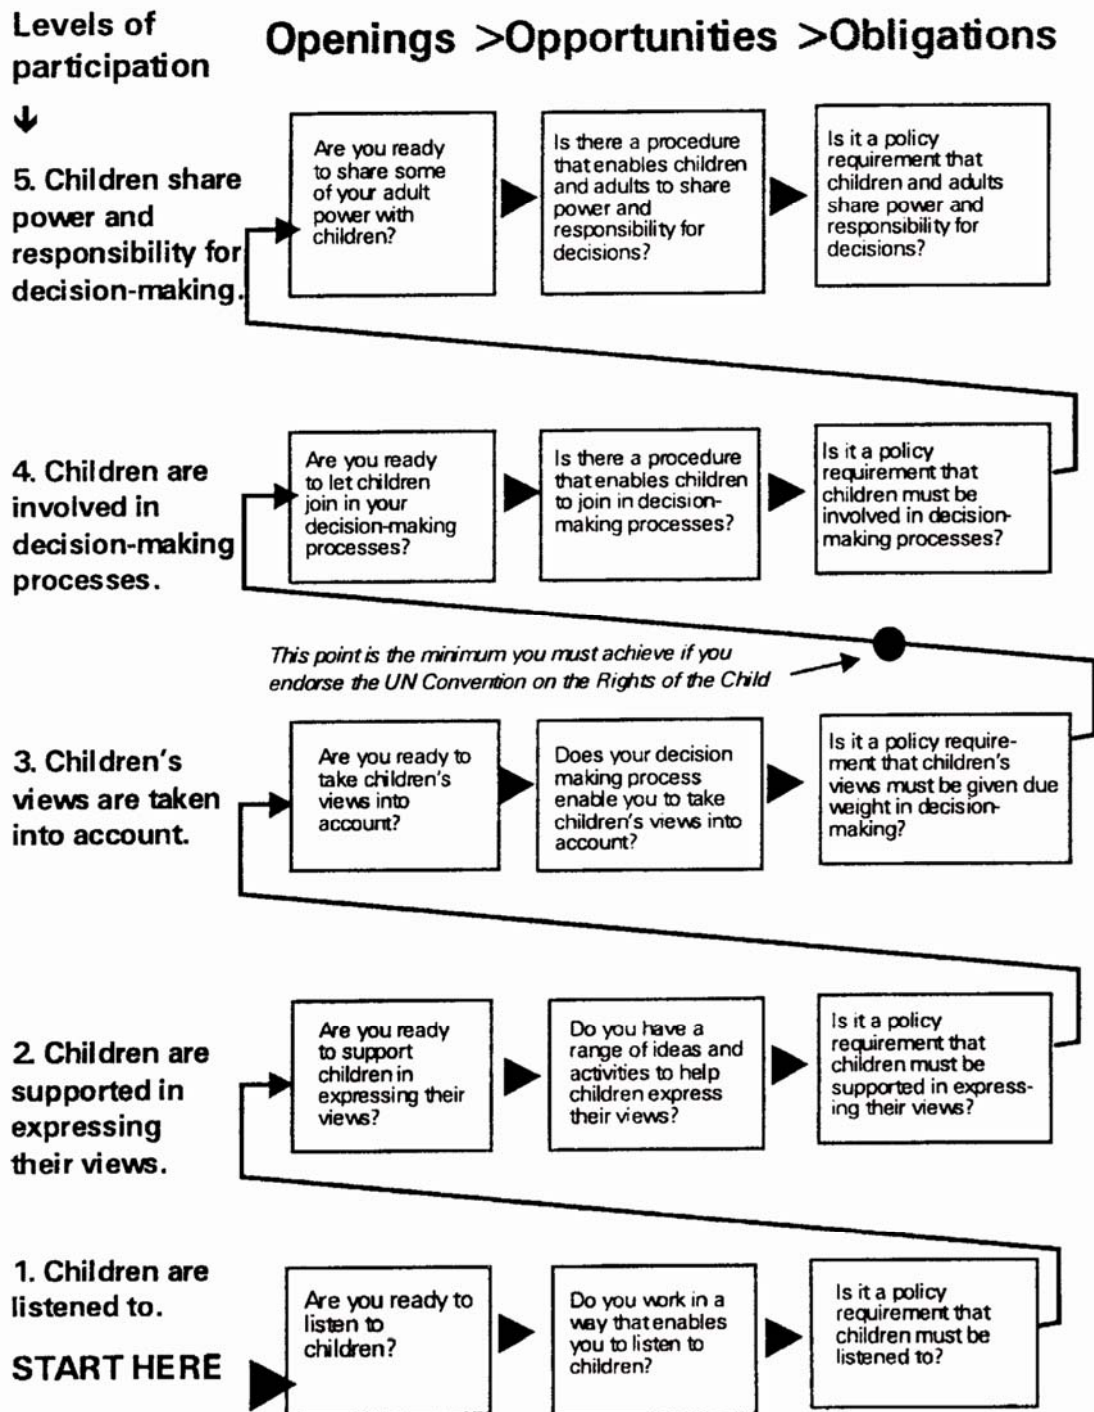 Levels of
participation
Openings >Opportunities >Obligations
5. Children share
power and
responsibility for
decision-making.
Are you ready
to share some
of your adult
power with
children?
Is there a procedure
that enables children
and adults to share
power and
responsibility for
decisions?
Is it a policy
requirement that
children and adults
share power and
responsibility for
decisions?
4. Children are
involved in
decision-making
processes.
Are you ready
to let children
join in your
decision-making
processes?
Is there a procedure
that enables children
to join in decision-
making processes?
Is it a policy
requirement that
children must be
involved in decision-
making processes?
This point is the minimum you must achieve if you
endorse the UN Convention on the Rights of the Child
3. Children's
views are taken
into account.
Are you ready to
take children's
views into
account?
Does your decision
making process
enable you to take
children's views into
account?
Is it a policy require-
ment that children's
views must be given due
weight in decision-
making?
2. Children are
supported in
expressing
their views.
Are you ready
to support
children in
expressing their
views?
Do you have a
range of ideas and
activities to help
children express
their views?
Is it a policy
requirement that
children must be
supported in express-
ing their views?
1. Children are
listened to.
START HERE
Are you ready to
listen to
children?
Do you work in a
way that enables
you to listen to
children?
Is it a policy
requirement that
children must be
listened to?